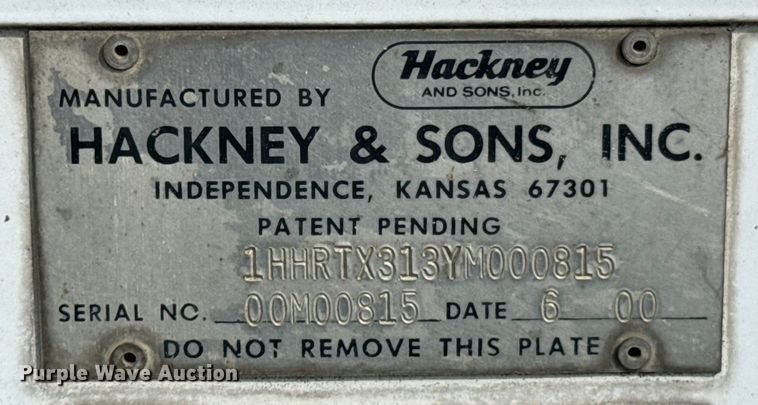 Hackney
AND SONS, Inc.
MANUFACTURED BY
HACKNEY & SONS, INC.
INDEPENDENCE, KANSAS 67301
PATENT PENDING
1HHRTX313YM000815
SERIAL NO. 00M00815 DATE 6 00
DO NOT REMOVE THIS PLATE
Purple Wave Auction